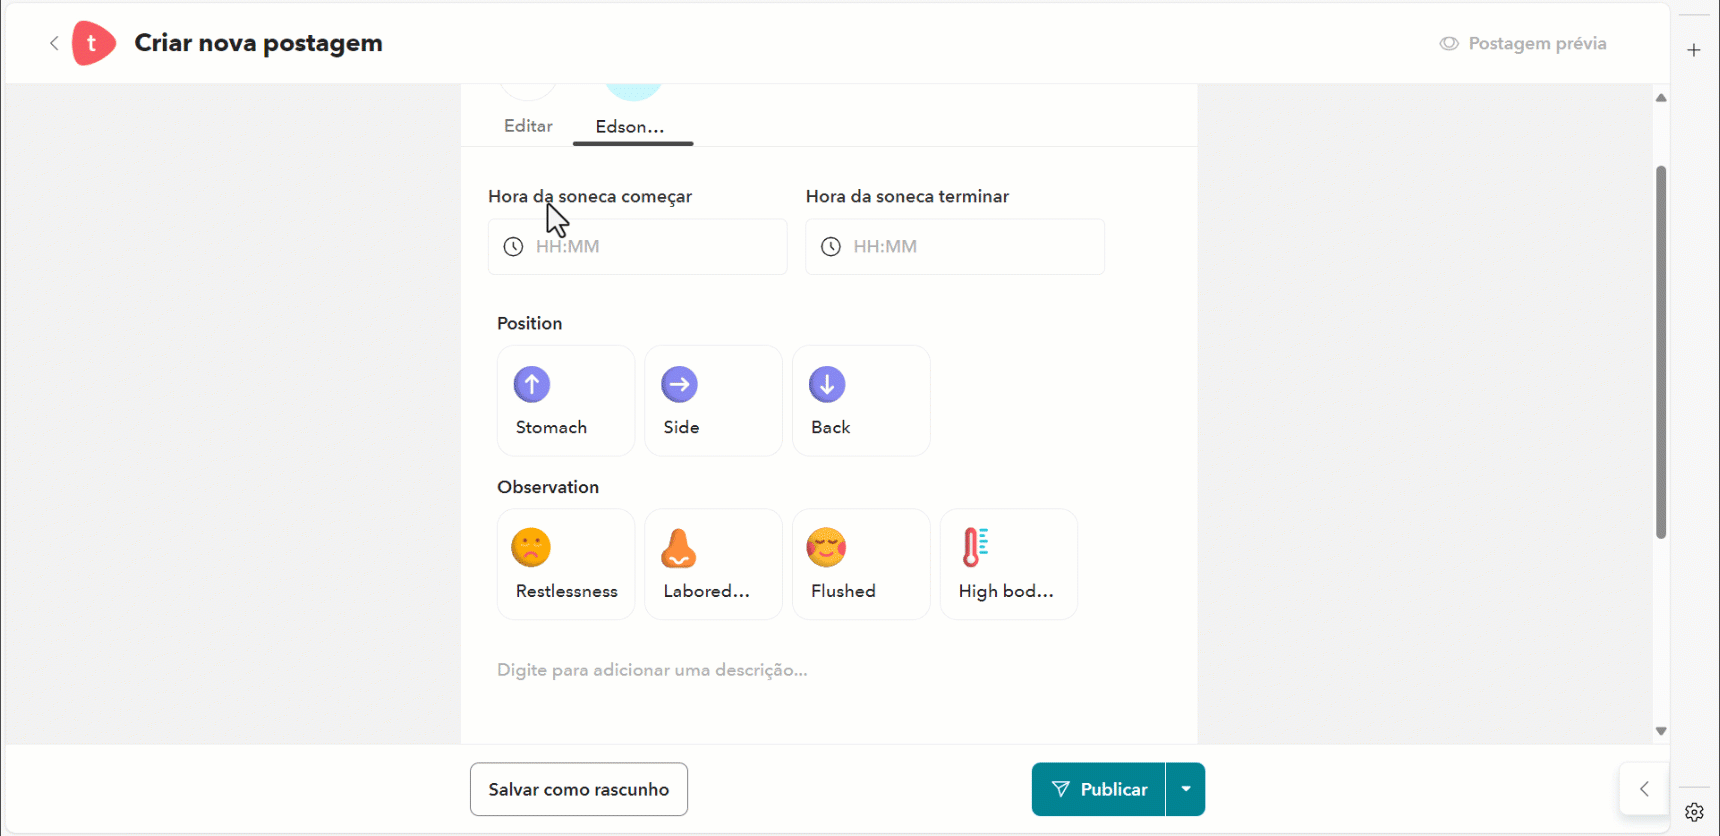 t
Criar nova postagem
Postagem prévia
Editar
Edson...
Hora da soneca começar
Hora da soneca terminar
HH:MM
HH:MM
Position
Stomach
Side
Back
Observation
Restlessness
Labored...
Flushed
High bod...
Digite para adicionar uma descrição...
Salvar como rascunho
Publicar